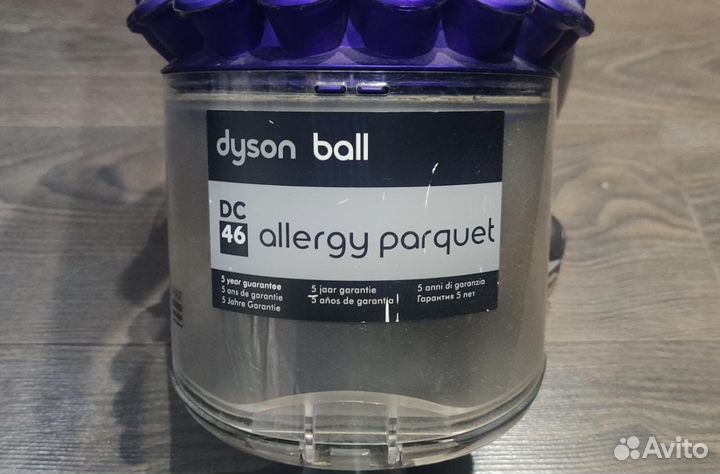 dyson ball
DC
46
allergy parquet
5 year guarantee
5 ans de garantie
5 Jahre Garantie
5 jaar garantie
5 años de garantia
5 anni di garanzia
Гарантия 5 лет
Avito